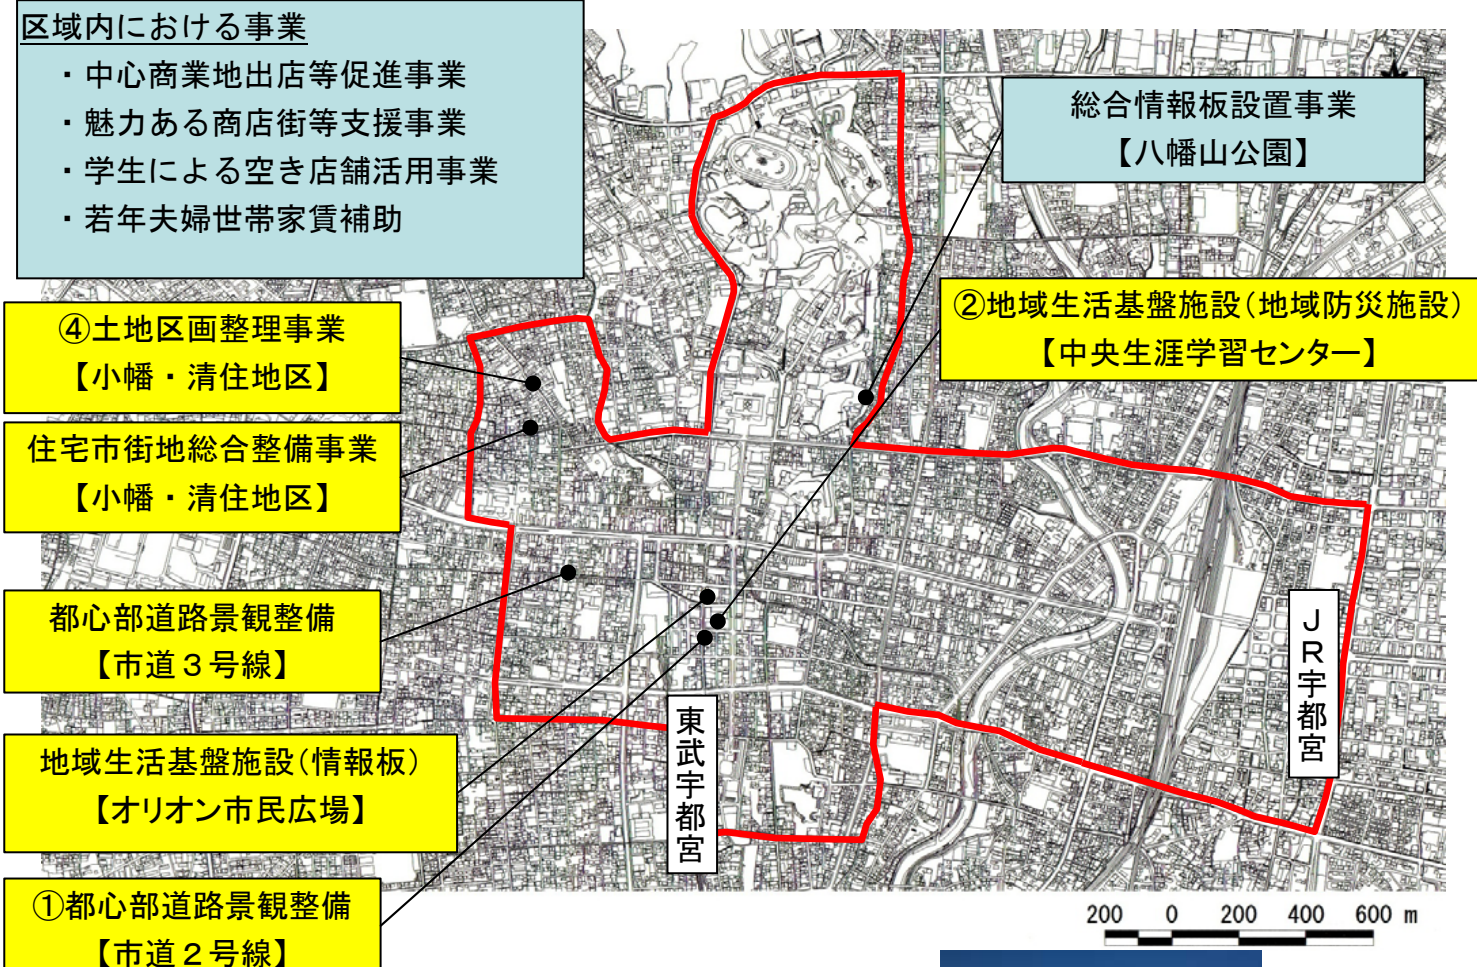 区域内における事業
・中心商業地出店等促進事業
・魅力ある商店街等支援事業
・学生による空き店舗活用事業
・若年夫婦世帯家賃補助
総合情報板設置事業
【八幡山公園】
②地域生活基盤施設(地域防災施設)
【中央生涯学習センター】
④土地区画整理事業
【小幡・清住地区】
住宅市街地総合整備事業
【小幡・清住地区】
都心部道路景観整備
【市道3号線】
地域生活基盤施設(情報板)
【オリオン市民広場】
①都心部道路景観整備
【市道2号線】
東武宇都宮
JR宇都宮
200 0 200 400 600 m